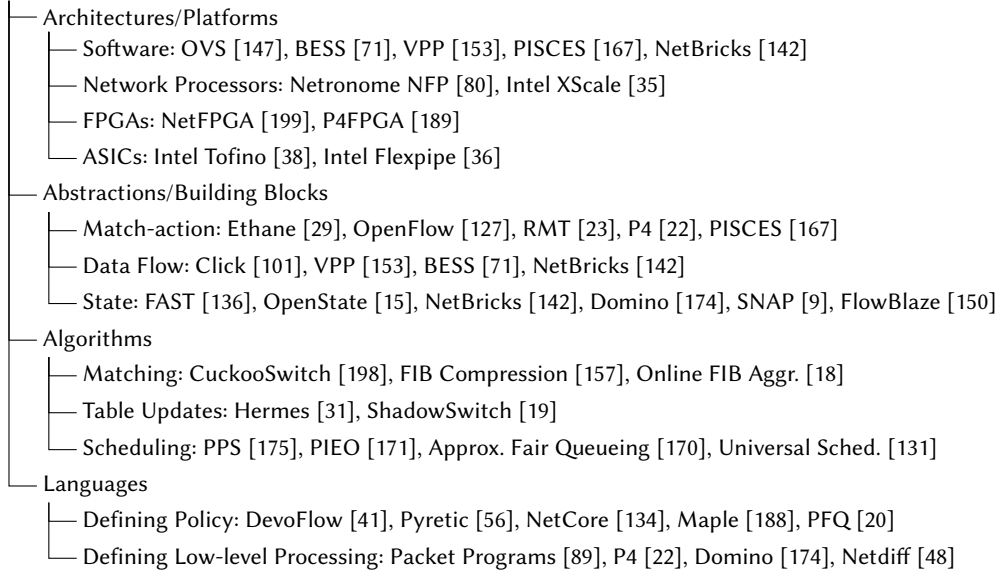 Architectures/Platforms
Software: OVS [147], BESS [71], VPP [153], PISCES [167], NetBricks [142]
Network Processors: Netronome NFP [80], Intel XScale [35]
FPGAs: NetFPGA [199], P4FPGA [189]
ASICs: Intel Tofino [38], Intel Flexpipe [36]
Abstractions/Building Blocks
Match-action: Ethane [29], OpenFlow [127], RMT [23], P4 [22], PISCES [167]
Data Flow: Click [101], VPP [153], BESS [71], NetBricks [142]
State: FAST [136], OpenState [15], NetBricks [142], Domino [174], SNAP [9], FlowBlaze [150]
Algorithms
Matching: CuckooSwitch [198], FIB Compression [157], Online FIB Aggr. [18]
Table Updates: Hermes [31], ShadowSwitch [19]
Scheduling: PPS [175], PIEO [171], Approx. Fair Queueing [170], Universal Sched. [131]
Languages
Defining Policy: DevoFlow [41], Pyretic [56], NetCore [134], Maple [188], PFQ [20]
Defining Low-level Processing: Packet Programs [89], P4 [22], Domino [174], Netdiff [48]